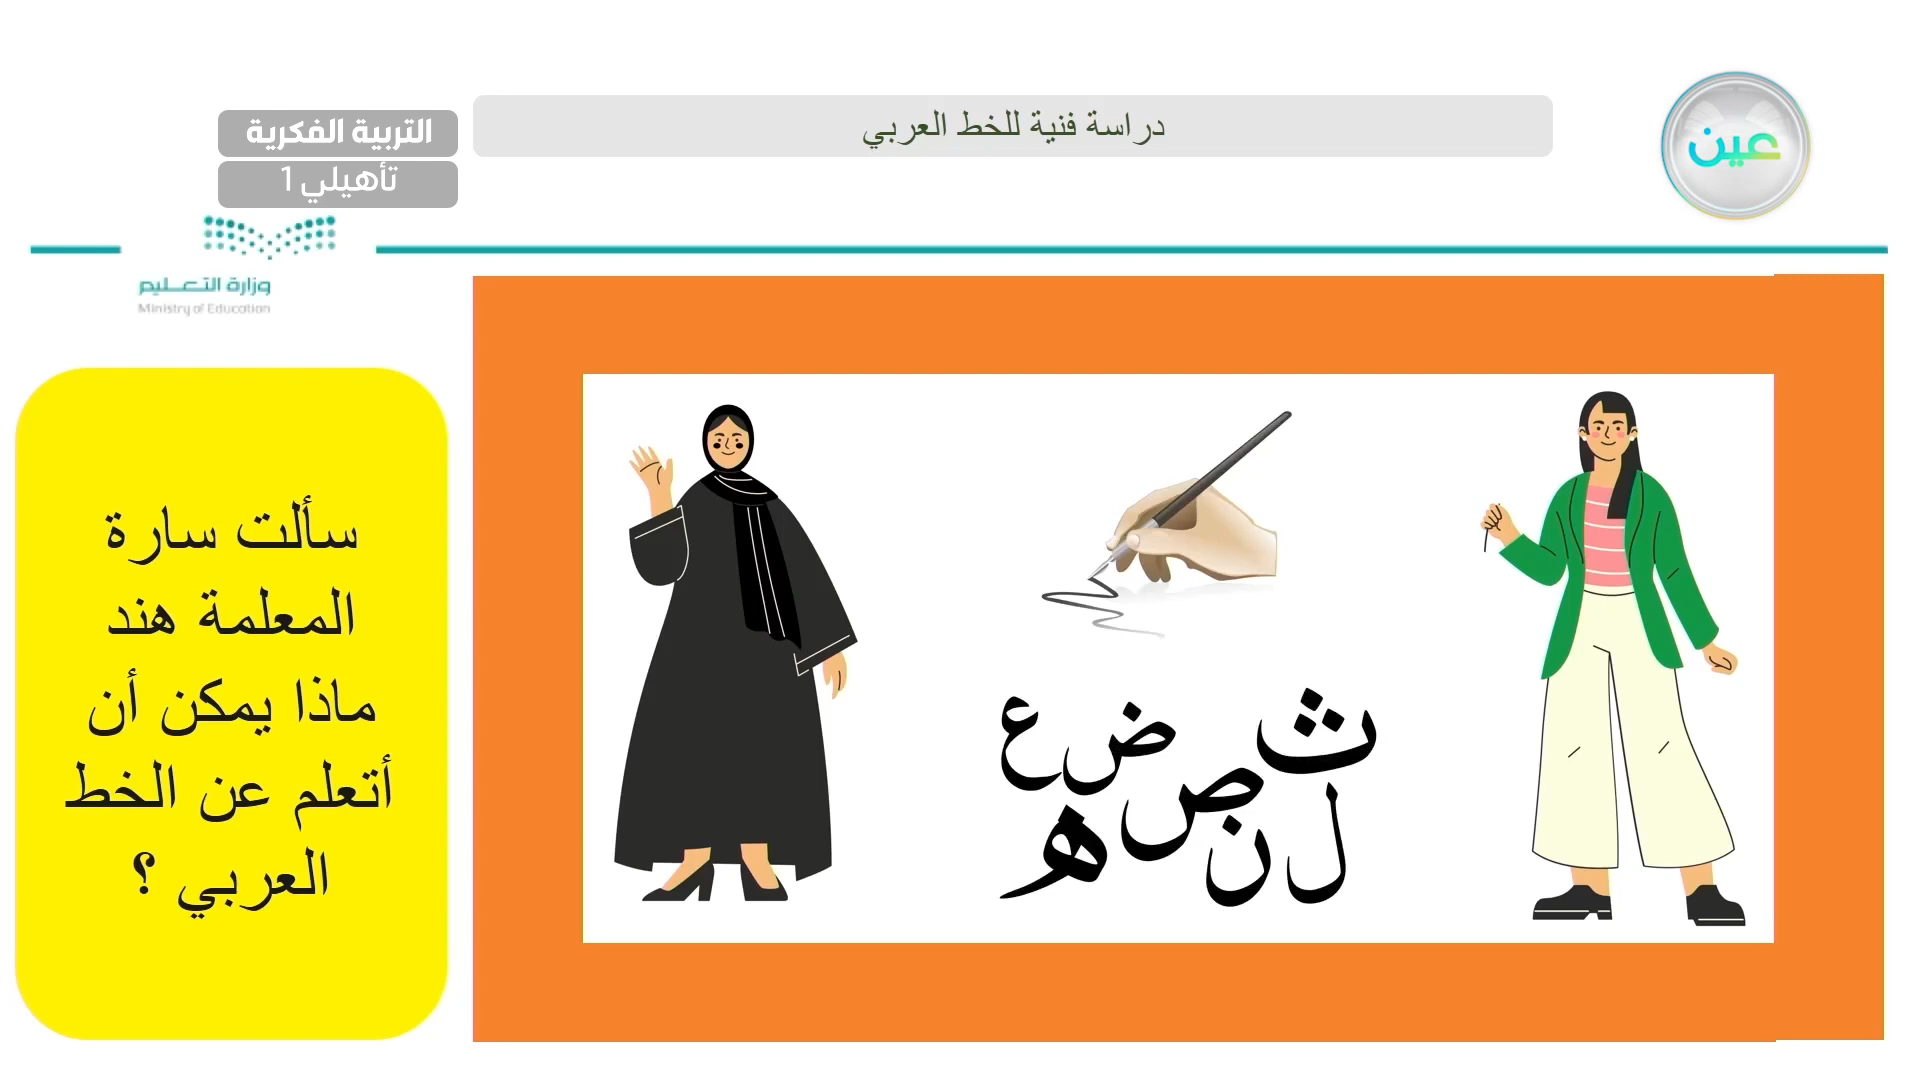 عين
دراسة فنية للخط العربي
التربية الفكرية
تأهيلي 1
وزارة التعليم
Ministry of Education
سألت سارة
المعلمة هند
ماذا يمكن أن
أتعلم عن الخط
العربي ؟
ث ض ع
ل ن ص ه